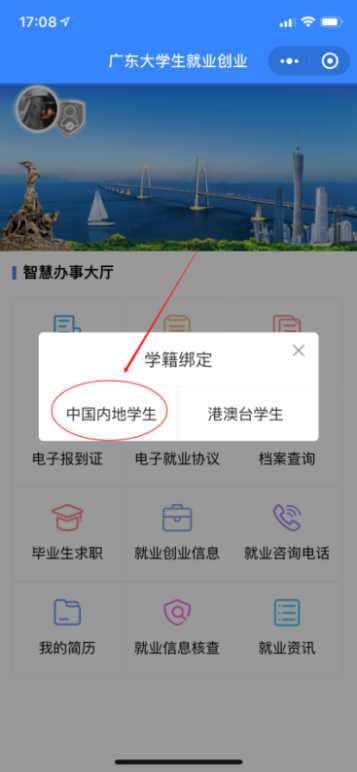 17:08
广东大学生就业创业
智慧办事大厅
学籍绑定
中国内地学生
港澳台学生
电子报到证
电子就业协议
档案查询
毕业生求职
就业创业信息
就业咨询电话
我的简历
就业信息核查
就业资讯